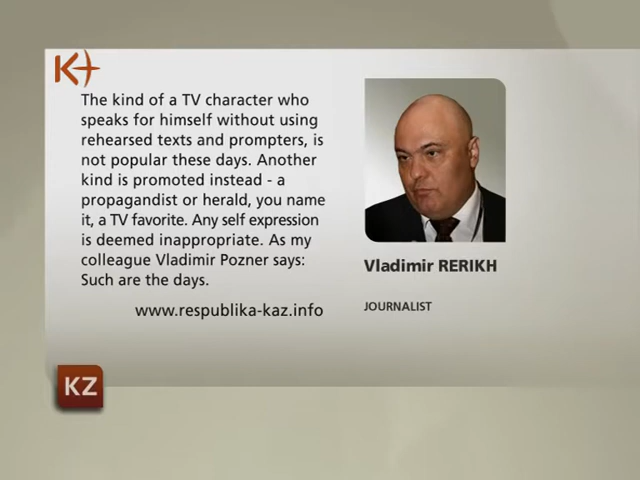 K+
The kind of a TV character who
speaks for himself without using
rehearsed texts and prompters, is
not popular these days. Another
kind is promoted instead - a
propagandist or herald, you name
it, a TV favorite. Any self expression
is deemed inappropriate. As my
colleague Vladimir Pozner says:
Such are the days.
www.respublika-kaz.info
Vladimir RERIKH
JOURNALIST
KZ